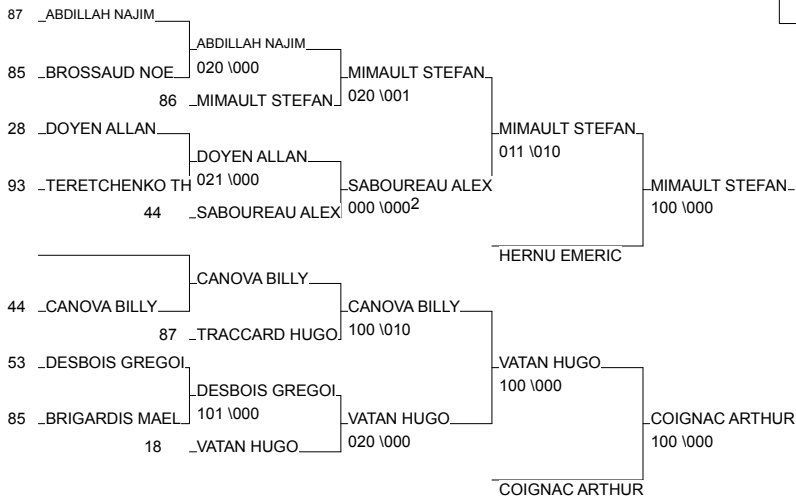 87 ABDILLAH NAJIM
ABDILLAH NAJIM
020 \000
85 BROSSAUD NOE
MIMAULT STEFAN
020 \001
86 MIMAULT STEFAN
28 DOYEN ALLAN
MIMAULT STEFAN
011 \010
DOYEN ALLAN
021 \000
93 TERETCHENKO TH
SABOUREAU ALEX
000 \0002
MIMAULT STEFAN
100 \000
44 SABOUREAU ALEX
HERNU EMERIC
CANOVA BILLY
44 CANOVA BILLY
CANOVA BILLY
100 \010
87 TRACCARD HUGO
53 DESBOIS GREGOI
VATAN HUGO
100 \000
DESBOIS GREGOI
101 \000
85 BRIGARDIS MAEL
VATAN HUGO
020 \000
COIGNAC ARTHUR
100 \000
18 VATAN HUGO
COIGNAC ARTHUR